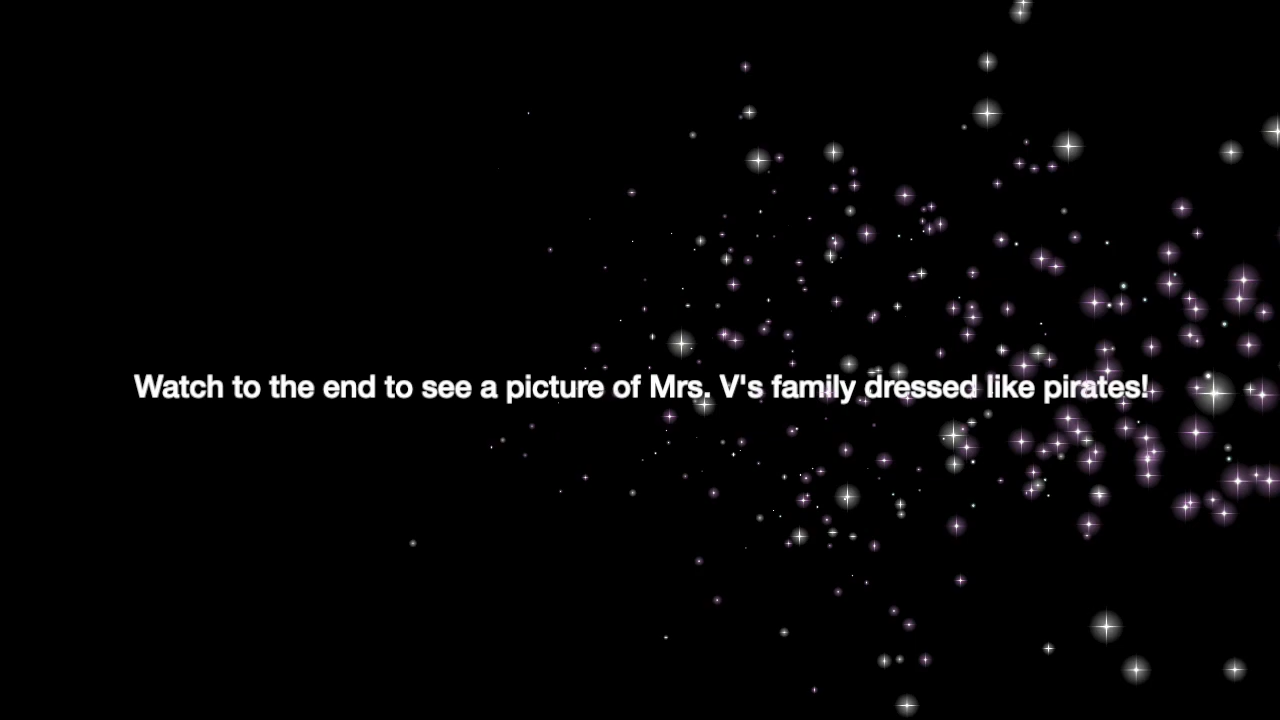 Watch to the end to see a picture of Mrs. V's family dressed like pirates!